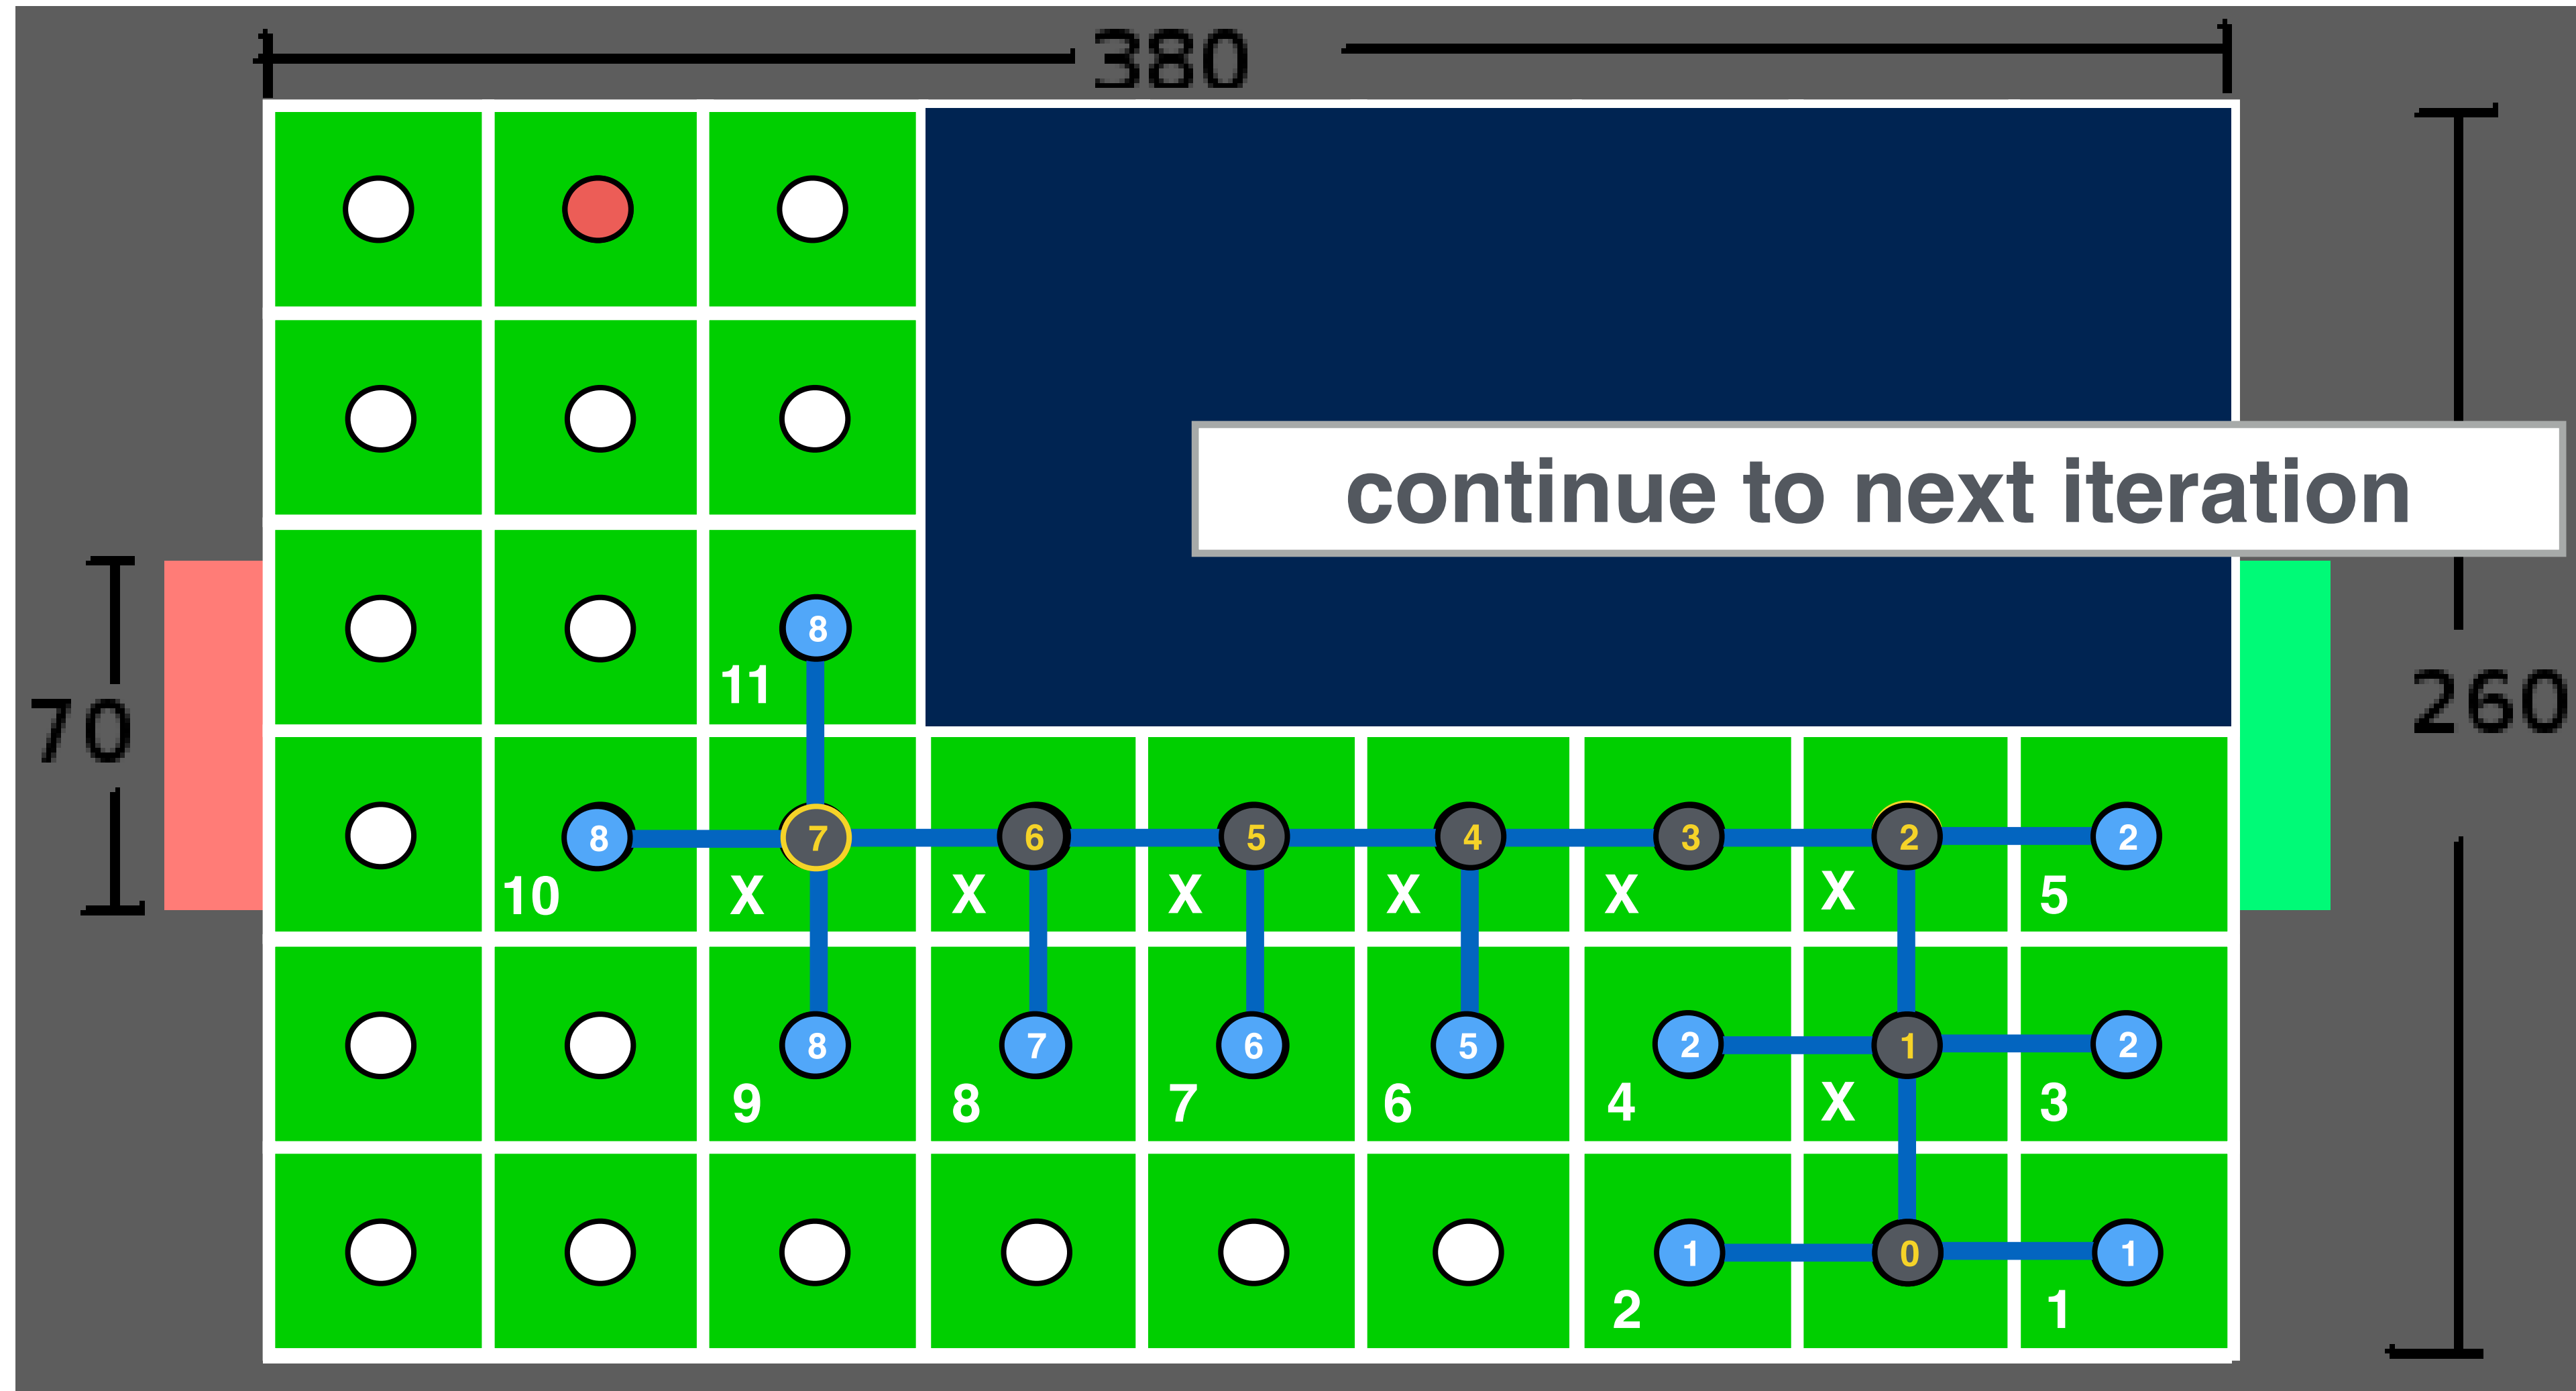 380
continue to next iteration
8
11
70
260
8 7 6 5 4 3 2 2
10 X X X X X X 5
8 7 6 5 2 1 2
9 8 7 6 4 X 3
1 0 1
2 1